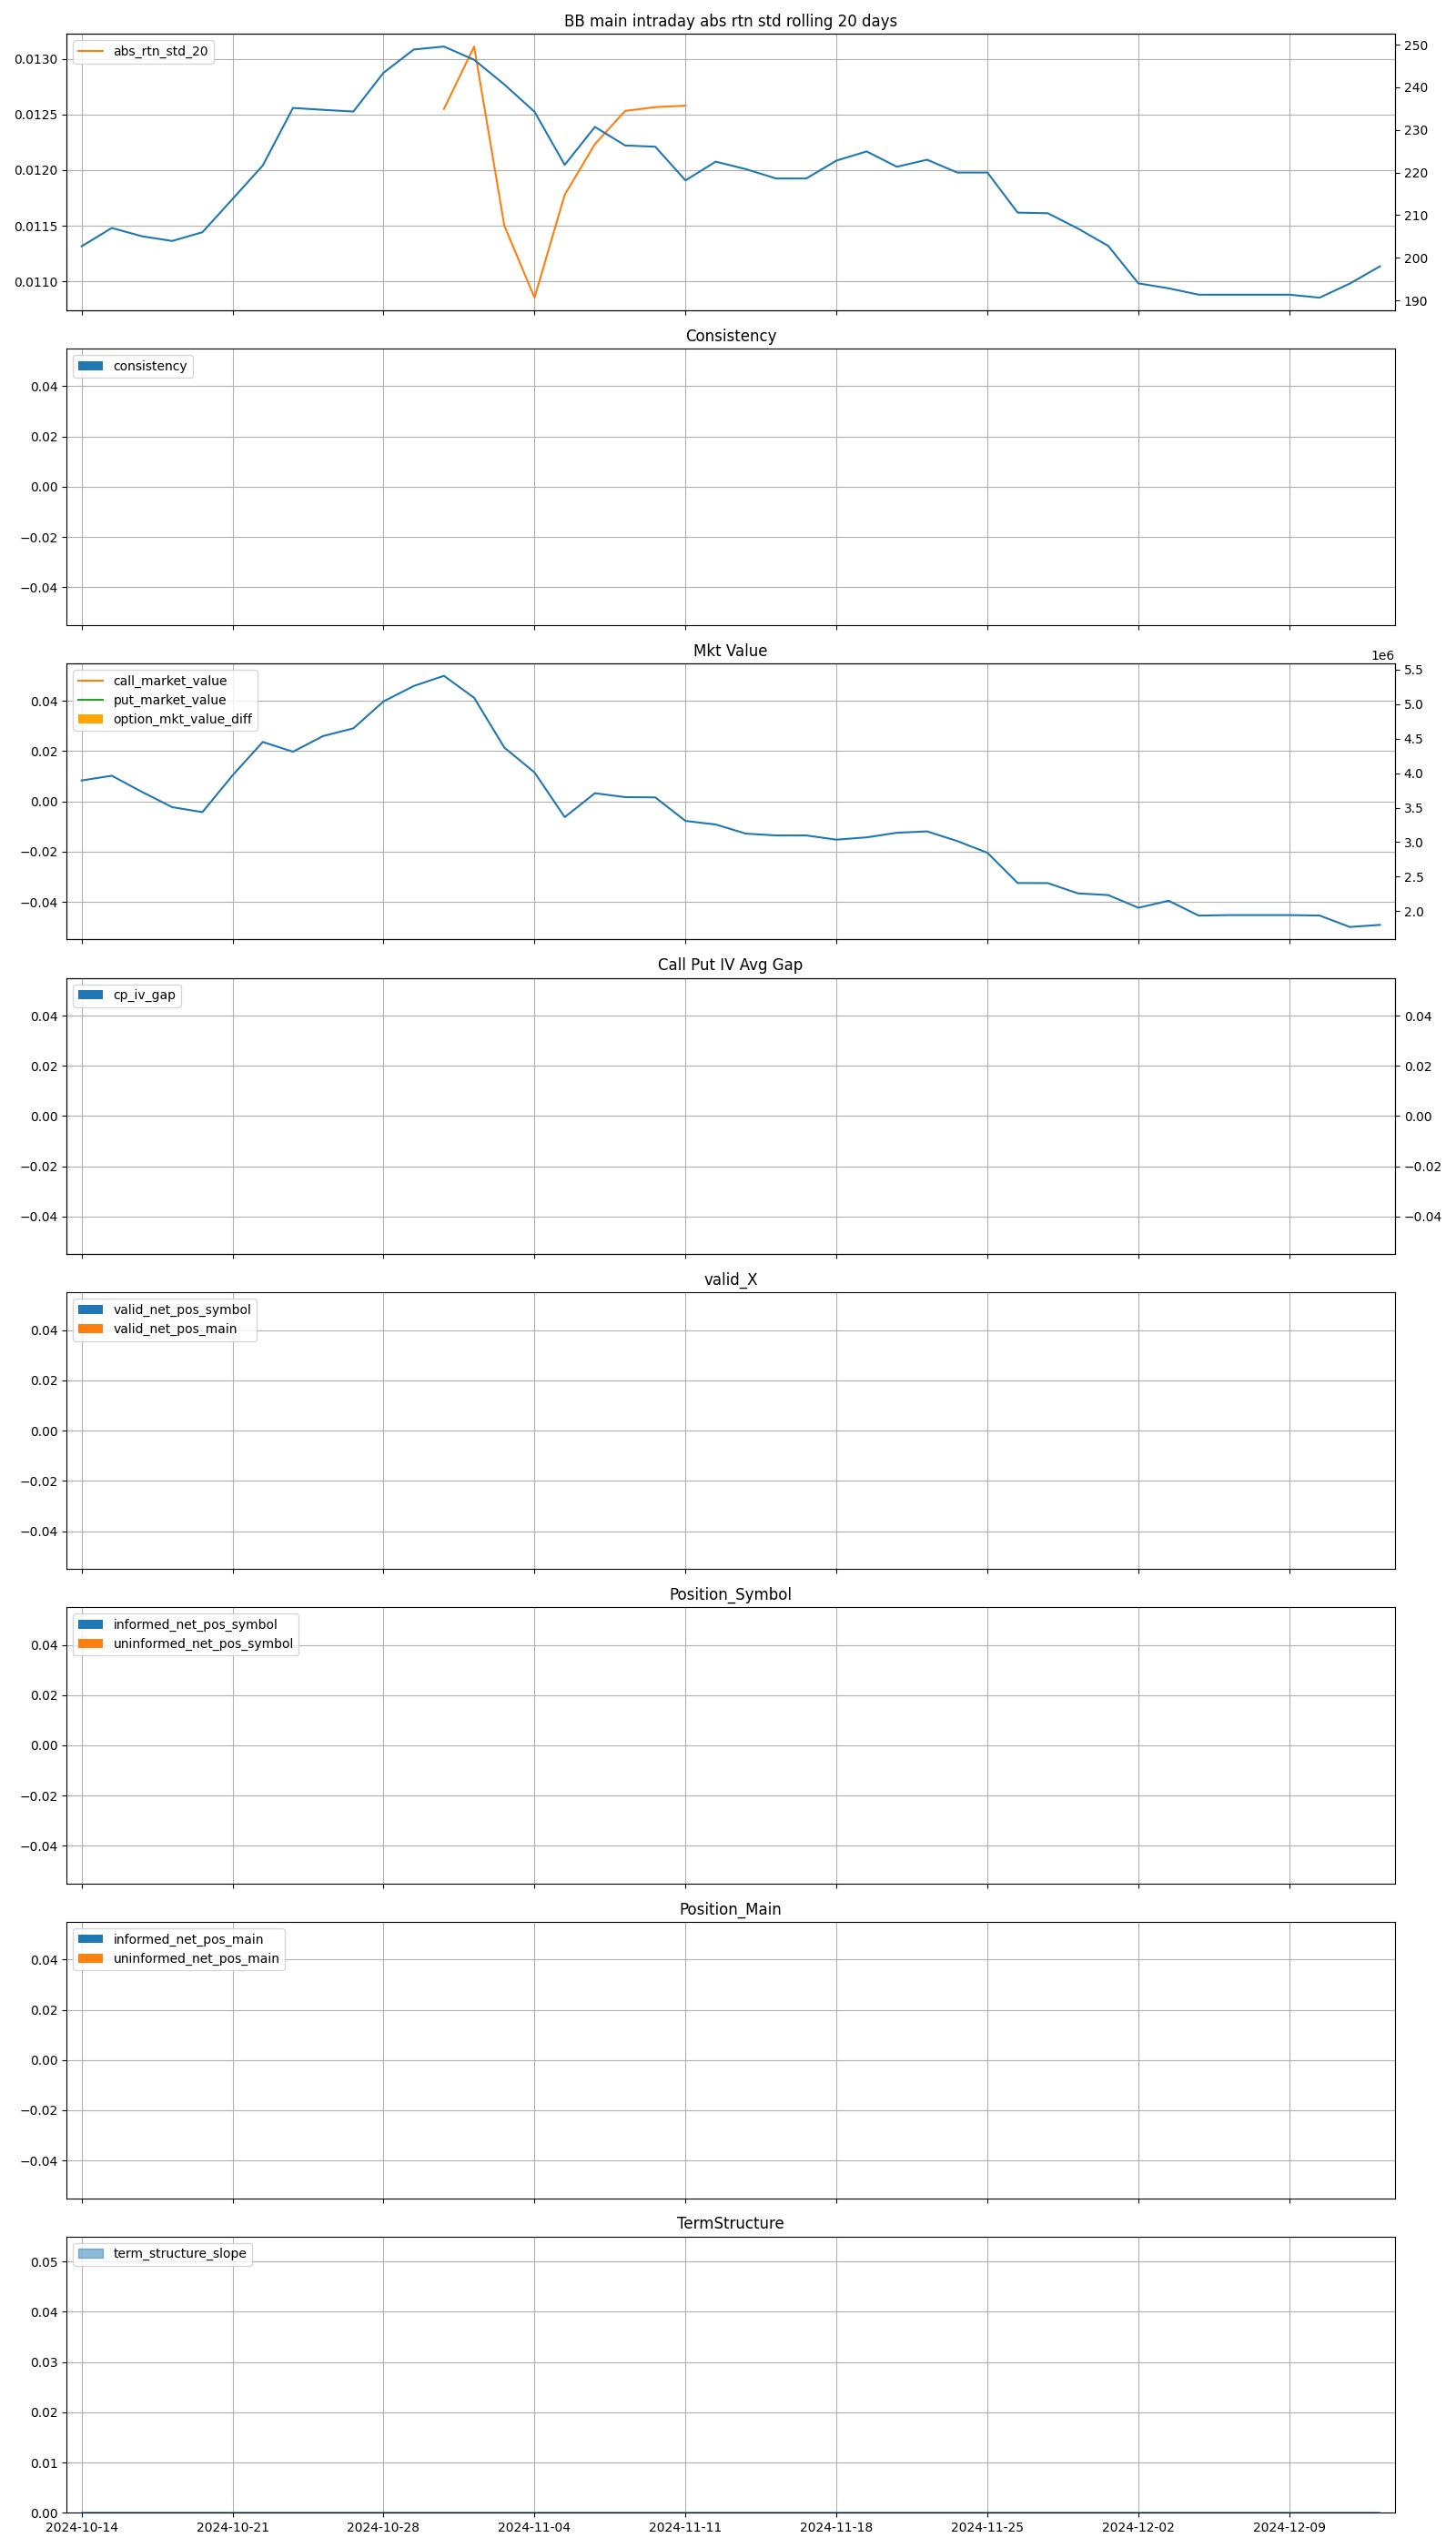 BB main intraday abs rtn std rolling 20 days
abs_rtn_std_20
0.0130
0.0125
0.0120
0.0115
0.0110
250
240
230
220
210
200
190
Consistency
consistency
0.04
0.02
0.00
−0.02
−0.04
Mkt Value
1e6
call_market_value
put_market_value
option_mkt_value_diff
0.04
0.02
0.00
−0.02
−0.04
5.5
5.0
4.5
4.0
3.5
3.0
2.5
2.0
Call Put IV Avg Gap
cp_iv_gap
0.04
0.02
0.00
−0.02
−0.04
0.04
0.02
0.00
−0.02
−0.04
valid_X
valid_net_pos_symbol
valid_net_pos_main
0.04
0.02
0.00
−0.02
−0.04
Position_Symbol
informed_net_pos_symbol
uninformed_net_pos_symbol
0.04
0.02
0.00
−0.02
−0.04
Position_Main
informed_net_pos_main
uninformed_net_pos_main
0.04
0.02
0.00
−0.02
−0.04
TermStructure
term_structure_slope
0.05
0.04
0.03
0.02
0.01
0.00
2024-10-14 2024-10-21 2024-10-28 2024-11-04 2024-11-11 2024-11-18 2024-11-25 2024-12-02 2024-12-09